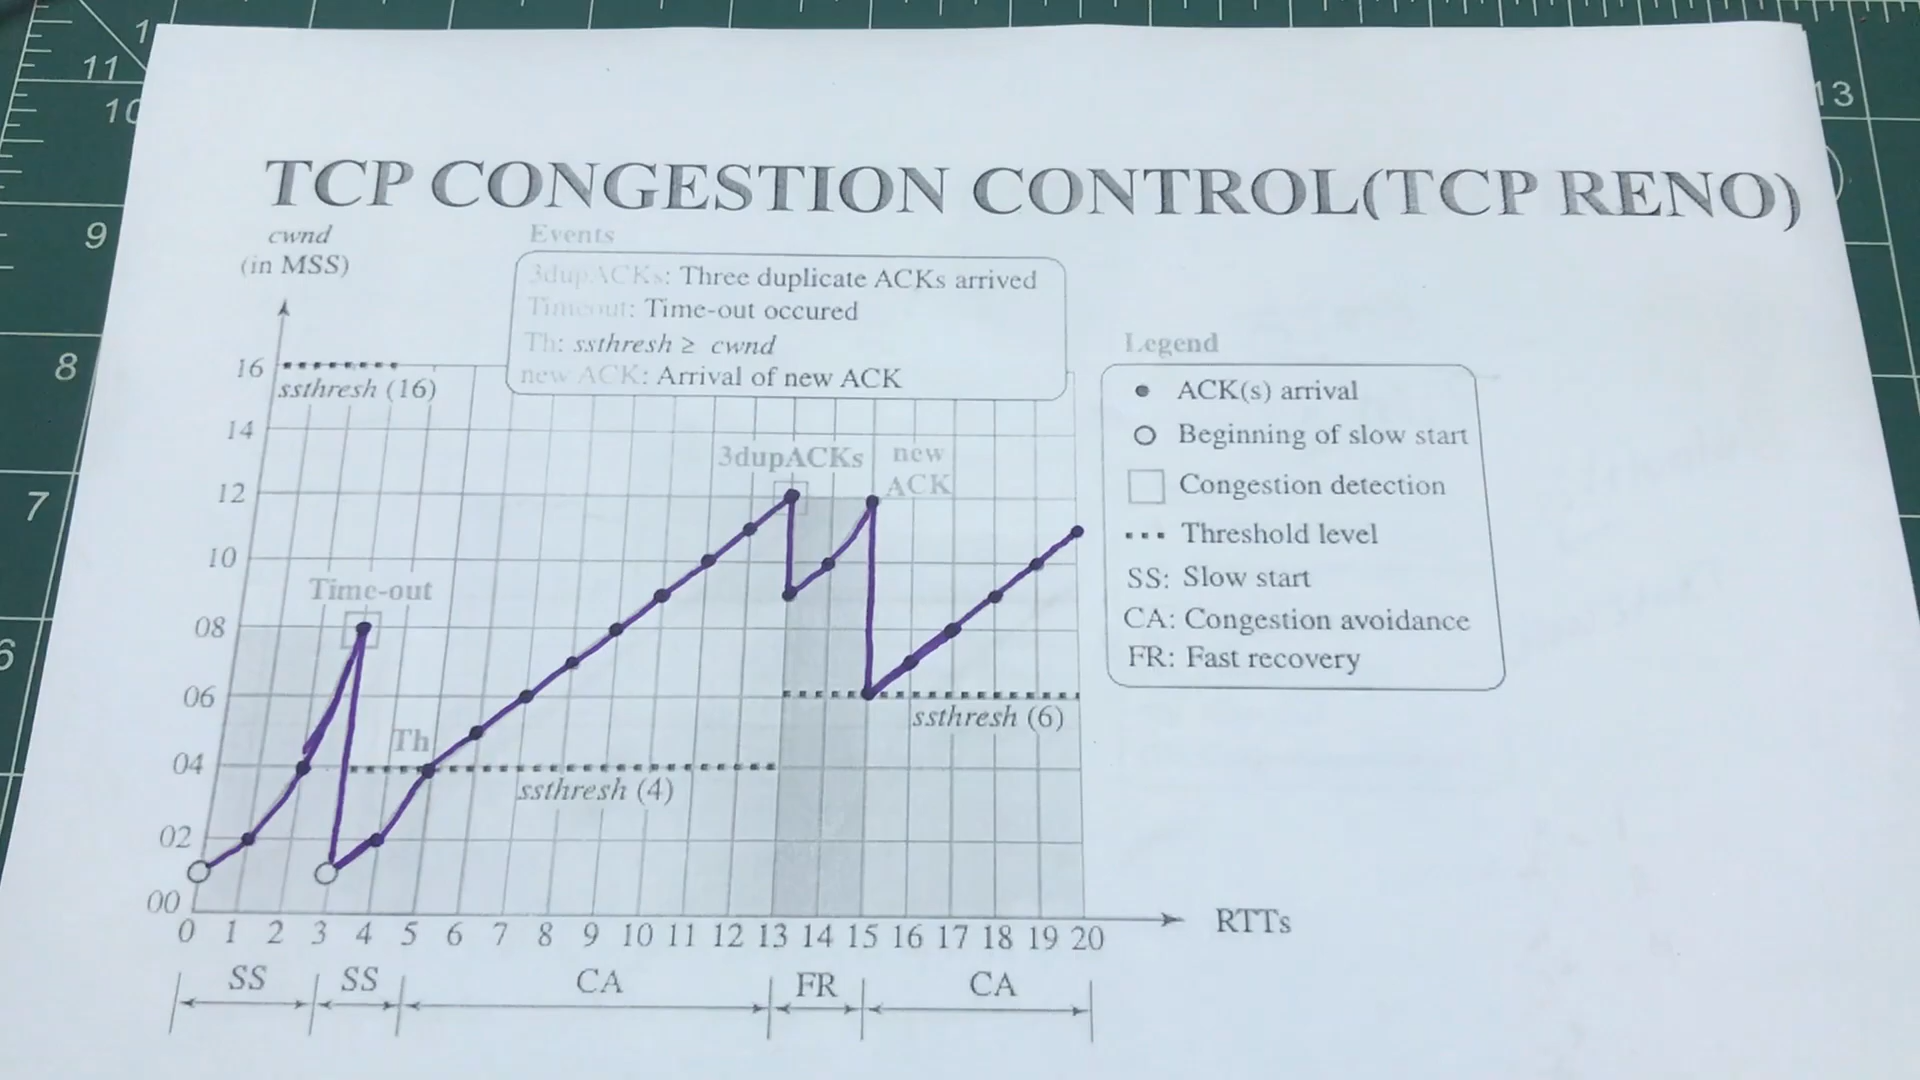 11
10
9
8
7
6
13
TCP CONGESTION CONTROL(TCP RENO)
cwnd
(in MSS)
Events
3dupACKs: Three duplicate ACKs arrived
Timeout: Time-out occured
Th: ssthresh ≥ cwnd
new ACK: Arrival of new ACK
Legend
ACK(s) arrival
Beginning of slow start
Congestion detection
Threshold level
SS: Slow start
CA: Congestion avoidance
FR: Fast recovery
16
ssthresh (16)
14
3dupACKs
new
ACK
12
10
Time-out
08
06
ssthresh (6)
Th
04
ssthresh (4)
02
00
0 1 2 3 4 5 6 7 8 9 10 11 12 13 14 15 16 17 18 19 20
RTTs
SS SS CA FR CA